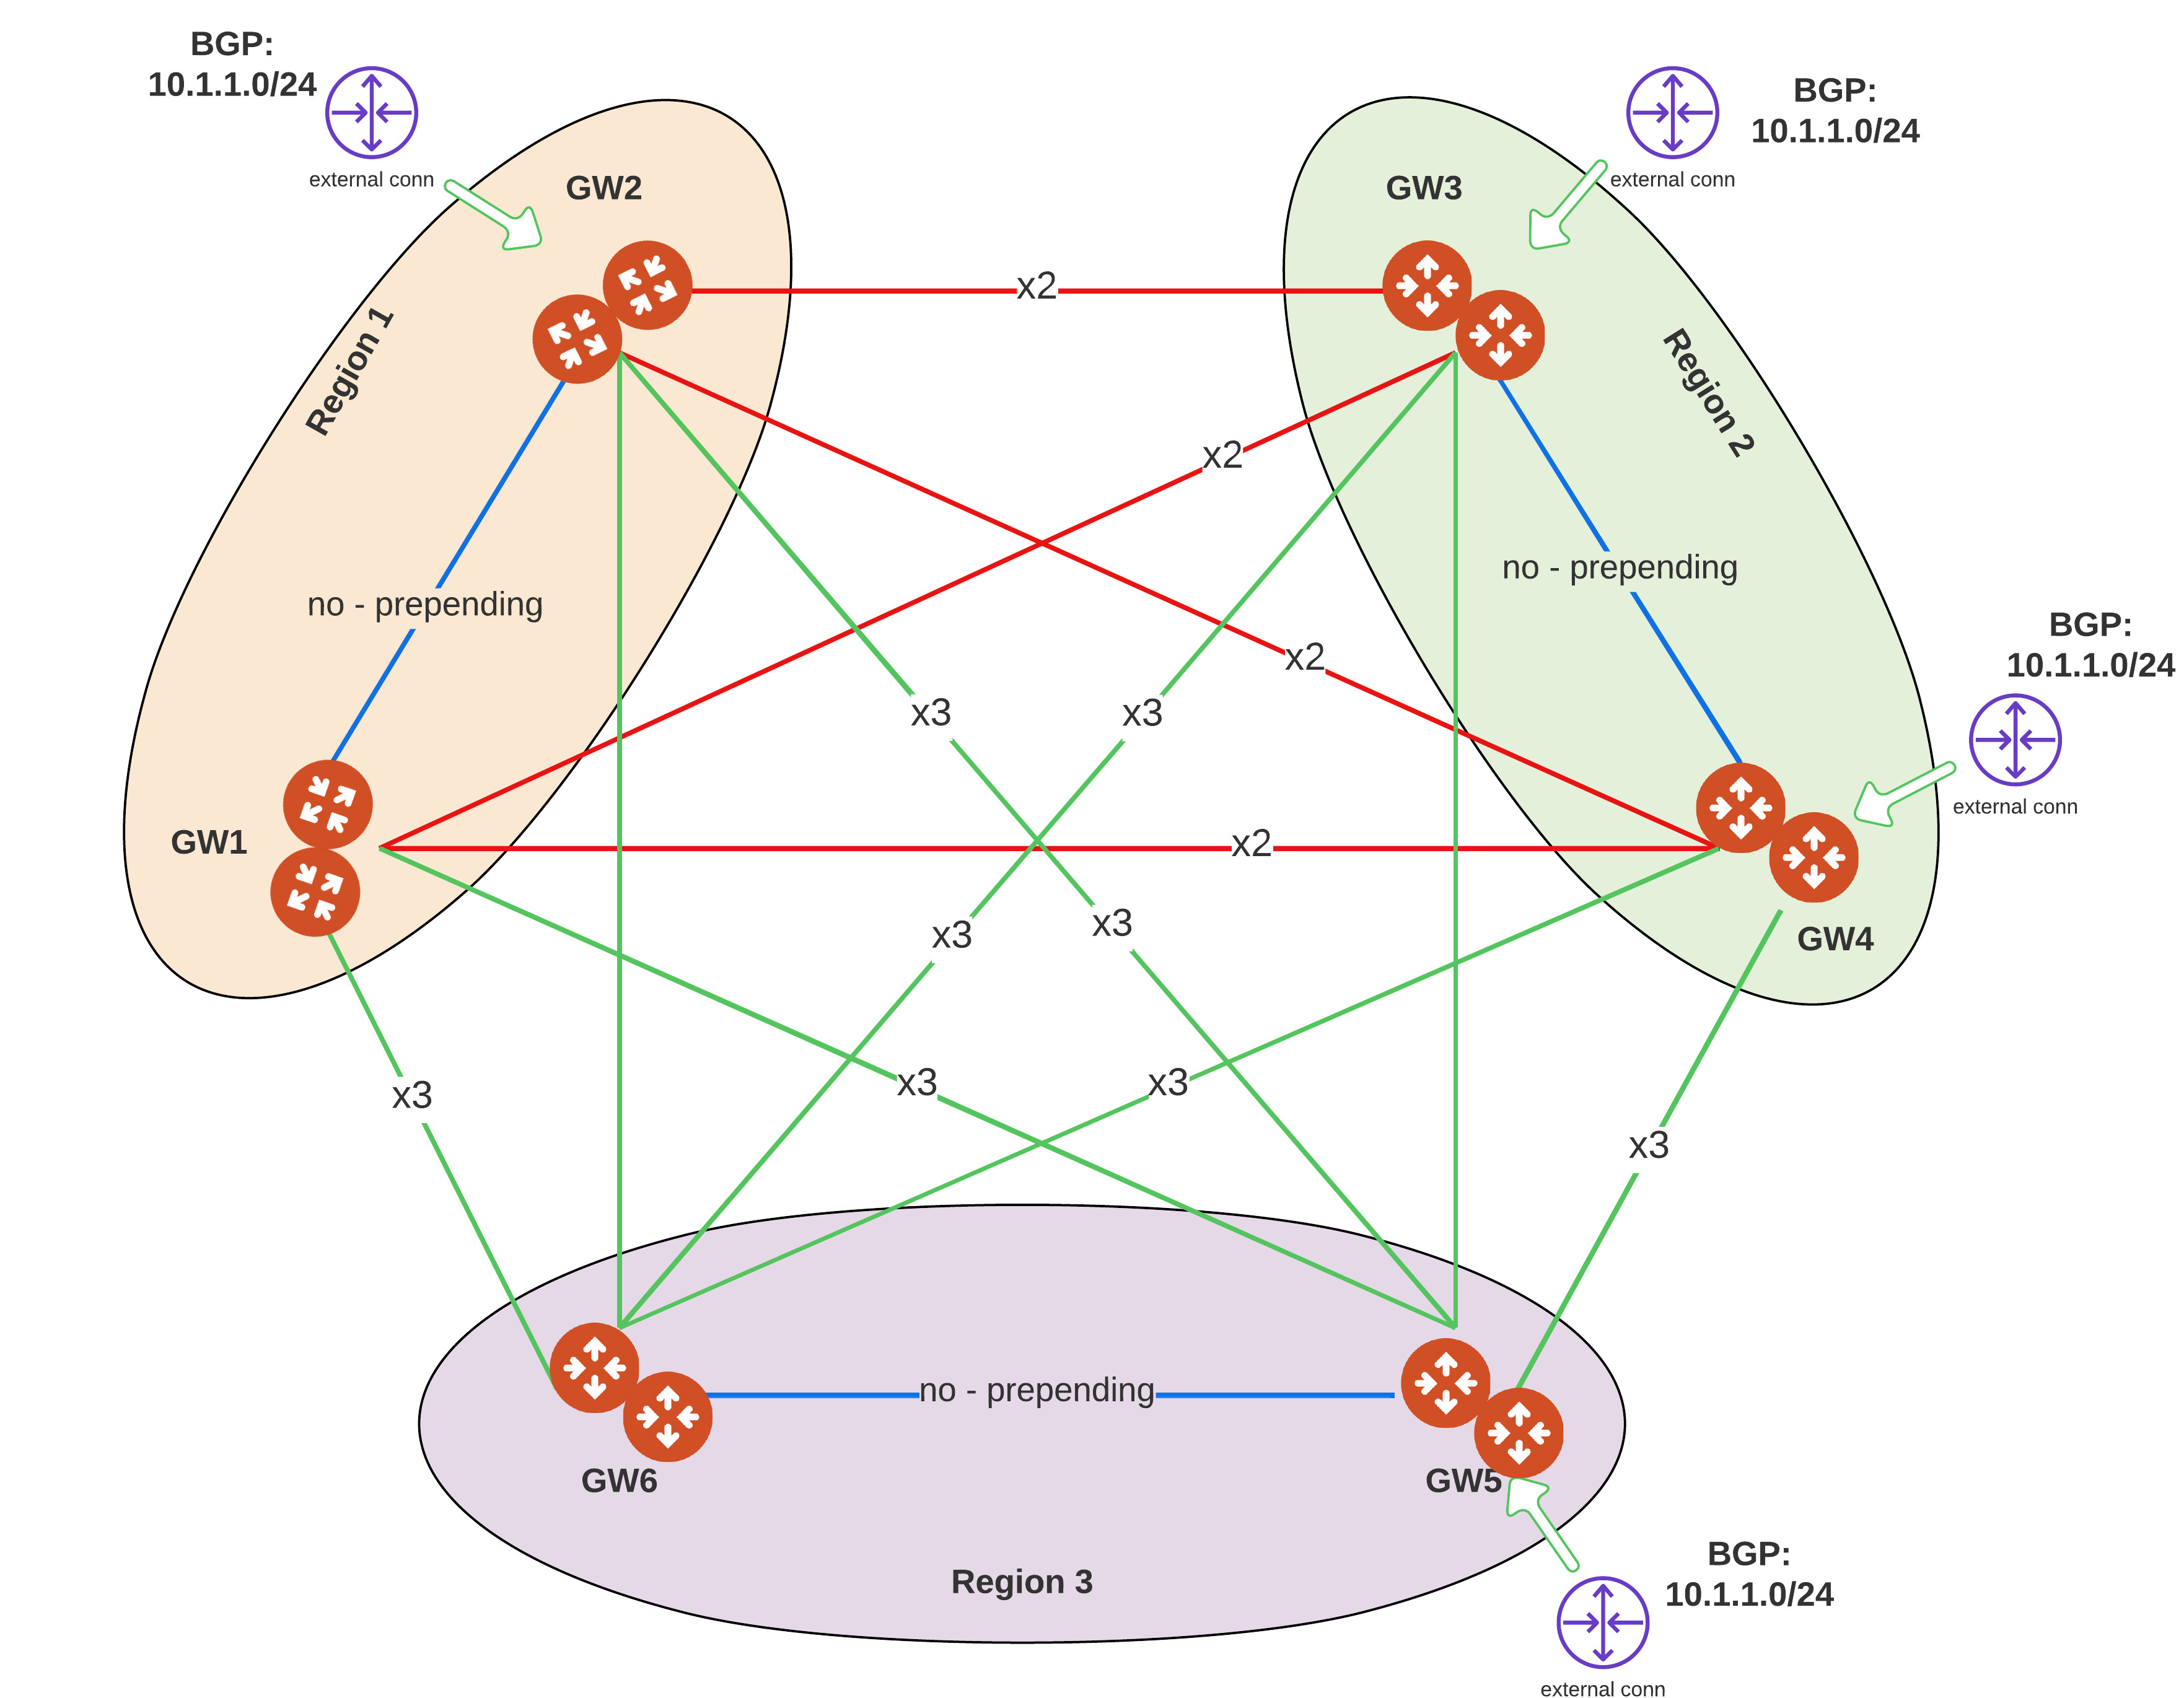 BGP:
10.1.1.0/24
external conn
GW2
GW3
BGP:
10.1.1.0/24
external conn
x2
Region 1
Region 2
x2
no - prepending
no - prepending
x2
BGP:
10.1.1.0/24
external conn
x3
x3
GW1
x2
x3
x3
GW4
x3
x3
x3
x3
no - prepending
GW6
GW5
Region 3
BGP:
10.1.1.0/24
external conn